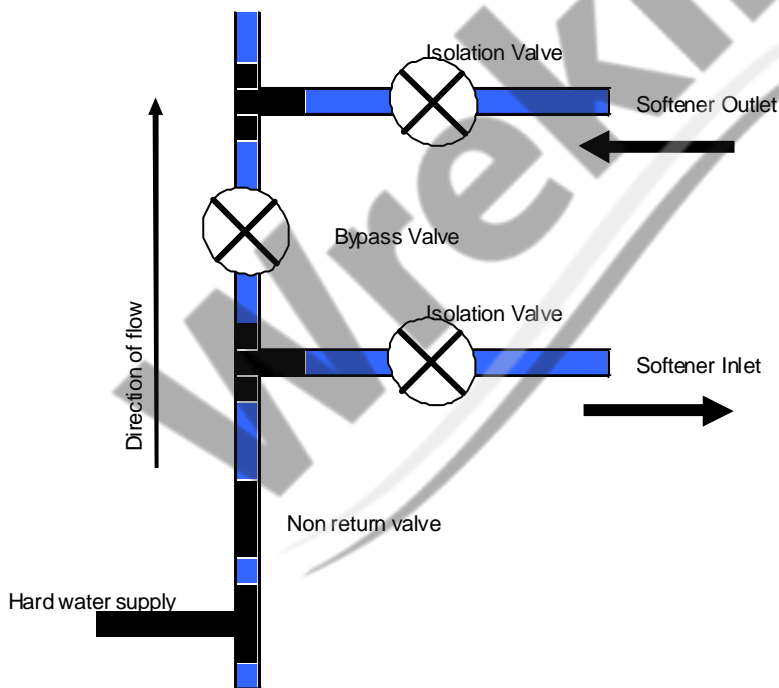 Isolation Valve
Softener Outlet
Bypass Valve
Isolation Valve
Direction of flow
Softener Inlet
Non return valve
Hard water supply